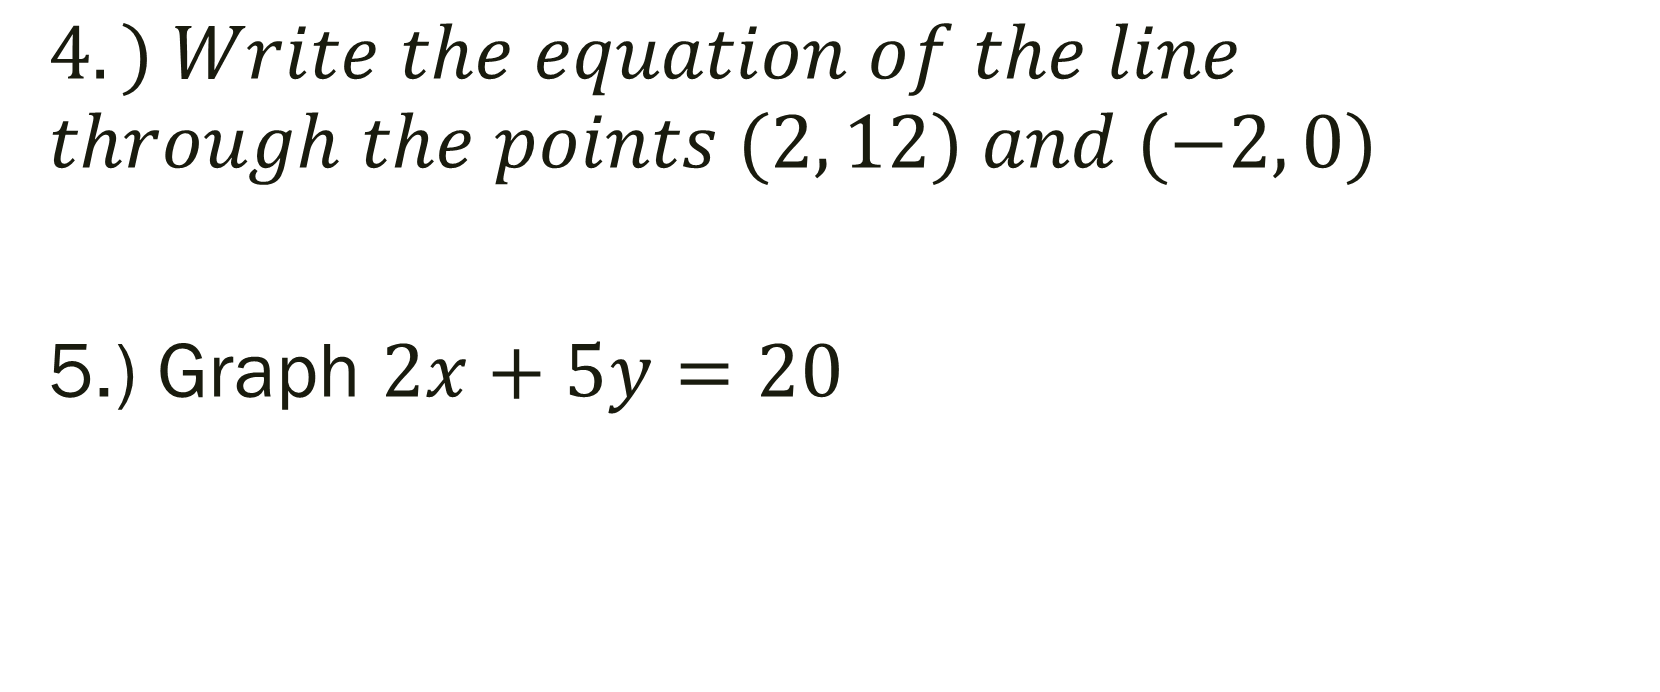 4.) Write the equation of the line
through the points (2, 12) and (−2, 0)
5.) Graph 2x + 5y = 20